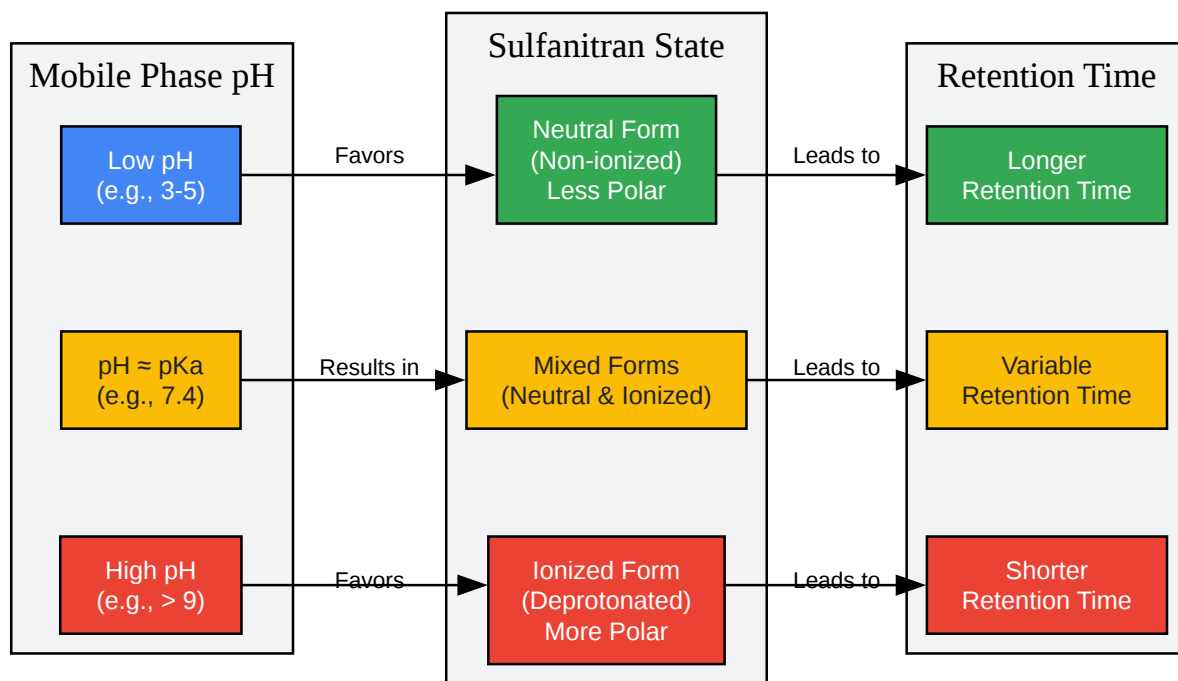 Mobile Phase pH
Sulfanitran State
Retention Time
Low pH
(e.g., 3-5)
Favors
Neutral Form
(Non-ionized)
Less Polar
Leads to
Longer
Retention Time
pH ≈ pKa
(e.g., 7.4)
Results in
Mixed Forms
(Neutral & Ionized)
Leads to
Variable
Retention Time
High pH
(e.g., > 9)
Favors
Ionized Form
(Deprotonated)
More Polar
Leads to
Shorter
Retention Time